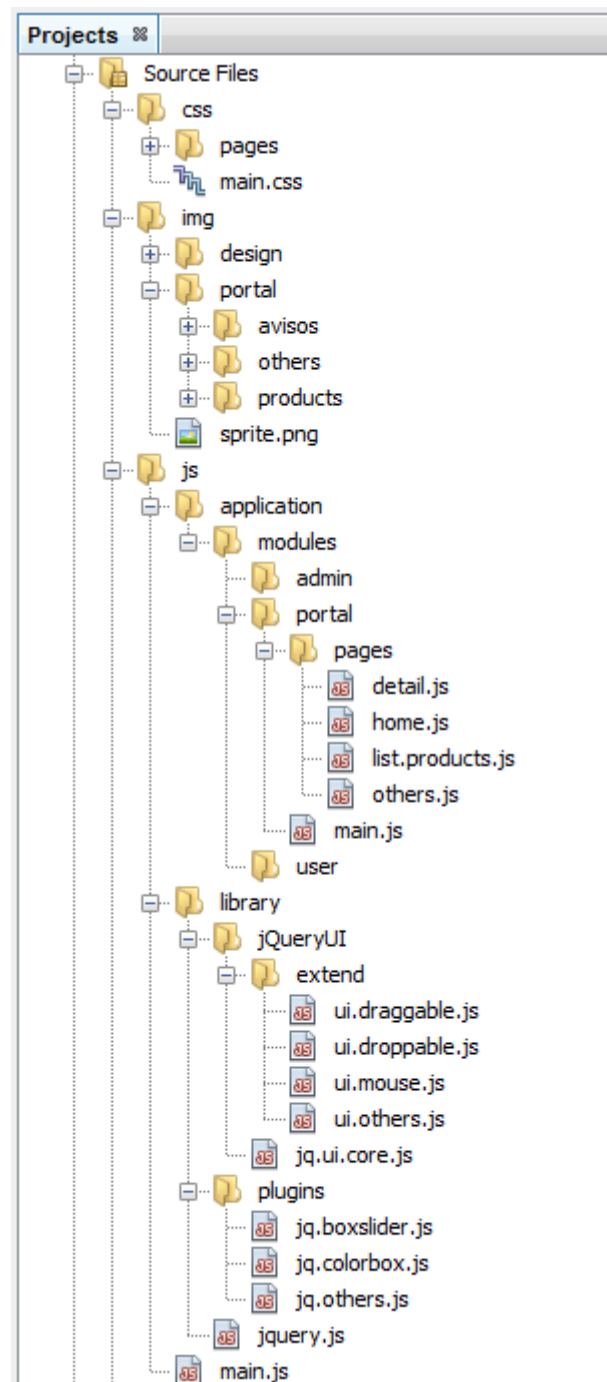 Projects
Source Files
css
pages
main.css
img
design
portal
avisos
others
products
sprite.png
js
application
modules
admin
portal
pages
detail.js
home.js
list.products.js
others.js
main.js
user
library
jQueryUI
extend
ui.draggable.js
ui.droppable.js
ui.mouse.js
ui.others.js
jq.ui.core.js
plugins
jq.boxslider.js
jq.colorbox.js
jq.others.js
jquery.js
main.js